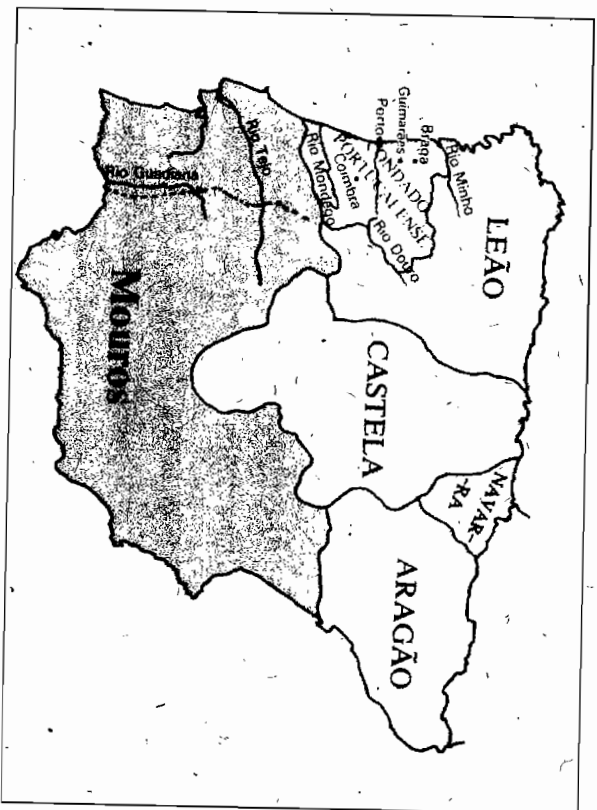 LEÃO
Rio Minho
Braga
Guimarães
Porto
CONDADO
PORTUCALENSE
Rio Douro
Coimbra
Rio Mondego
Rio Tejo
Rio Guadiana
CASTELA
NAVAR-
RA
ARAGÃO
Mouros